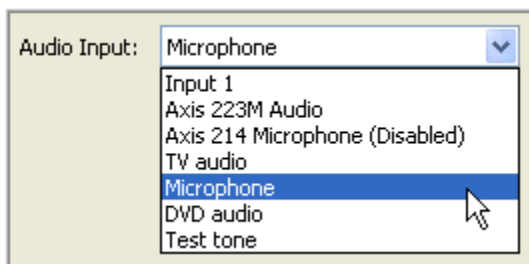 Audio Input: Microphone
Input 1
Axis 223M Audio
Axis 214 Microphone (Disabled)
TV audio
Microphone
DVD audio
Test tone